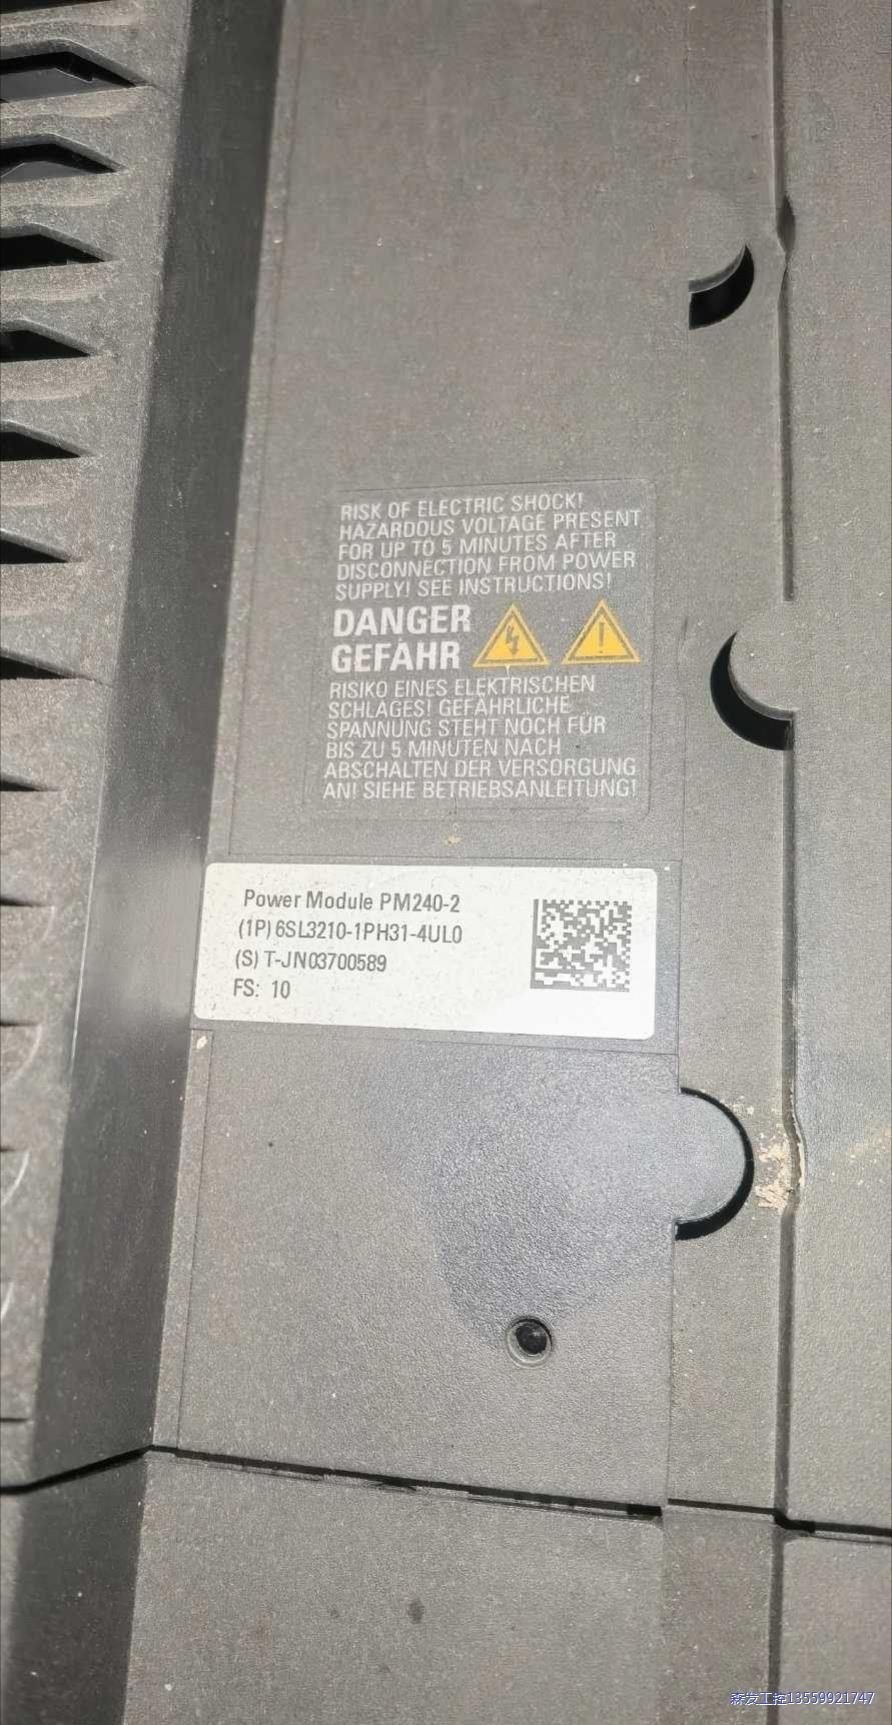 RISK OF ELECTRIC SHOCK!
HAZARDOUS VOLTAGE PRESENT
FOR UP TO 5 MINUTES AFTER
DISCONNECTION FROM POWER
SUPPLY! SEE INSTRUCTIONS!
DANGER
GEFAHR
RISIKO EINES ELEKTRISCHEN
SCHLAGES! GEFÄHRLICHE
SPANNUNG STEHT NOCH FÜR
BIS ZU 5 MINUTEN NACH
ABSCHALTEN DER VERSORGUNG
AN! SIEHE BETRIEBSANLEITUNG!
Power Module PM240-2
(1P) 6SL3210-1PH31-4UL0
(S) T-JN03700589
FS: 10
森发工控13559921747